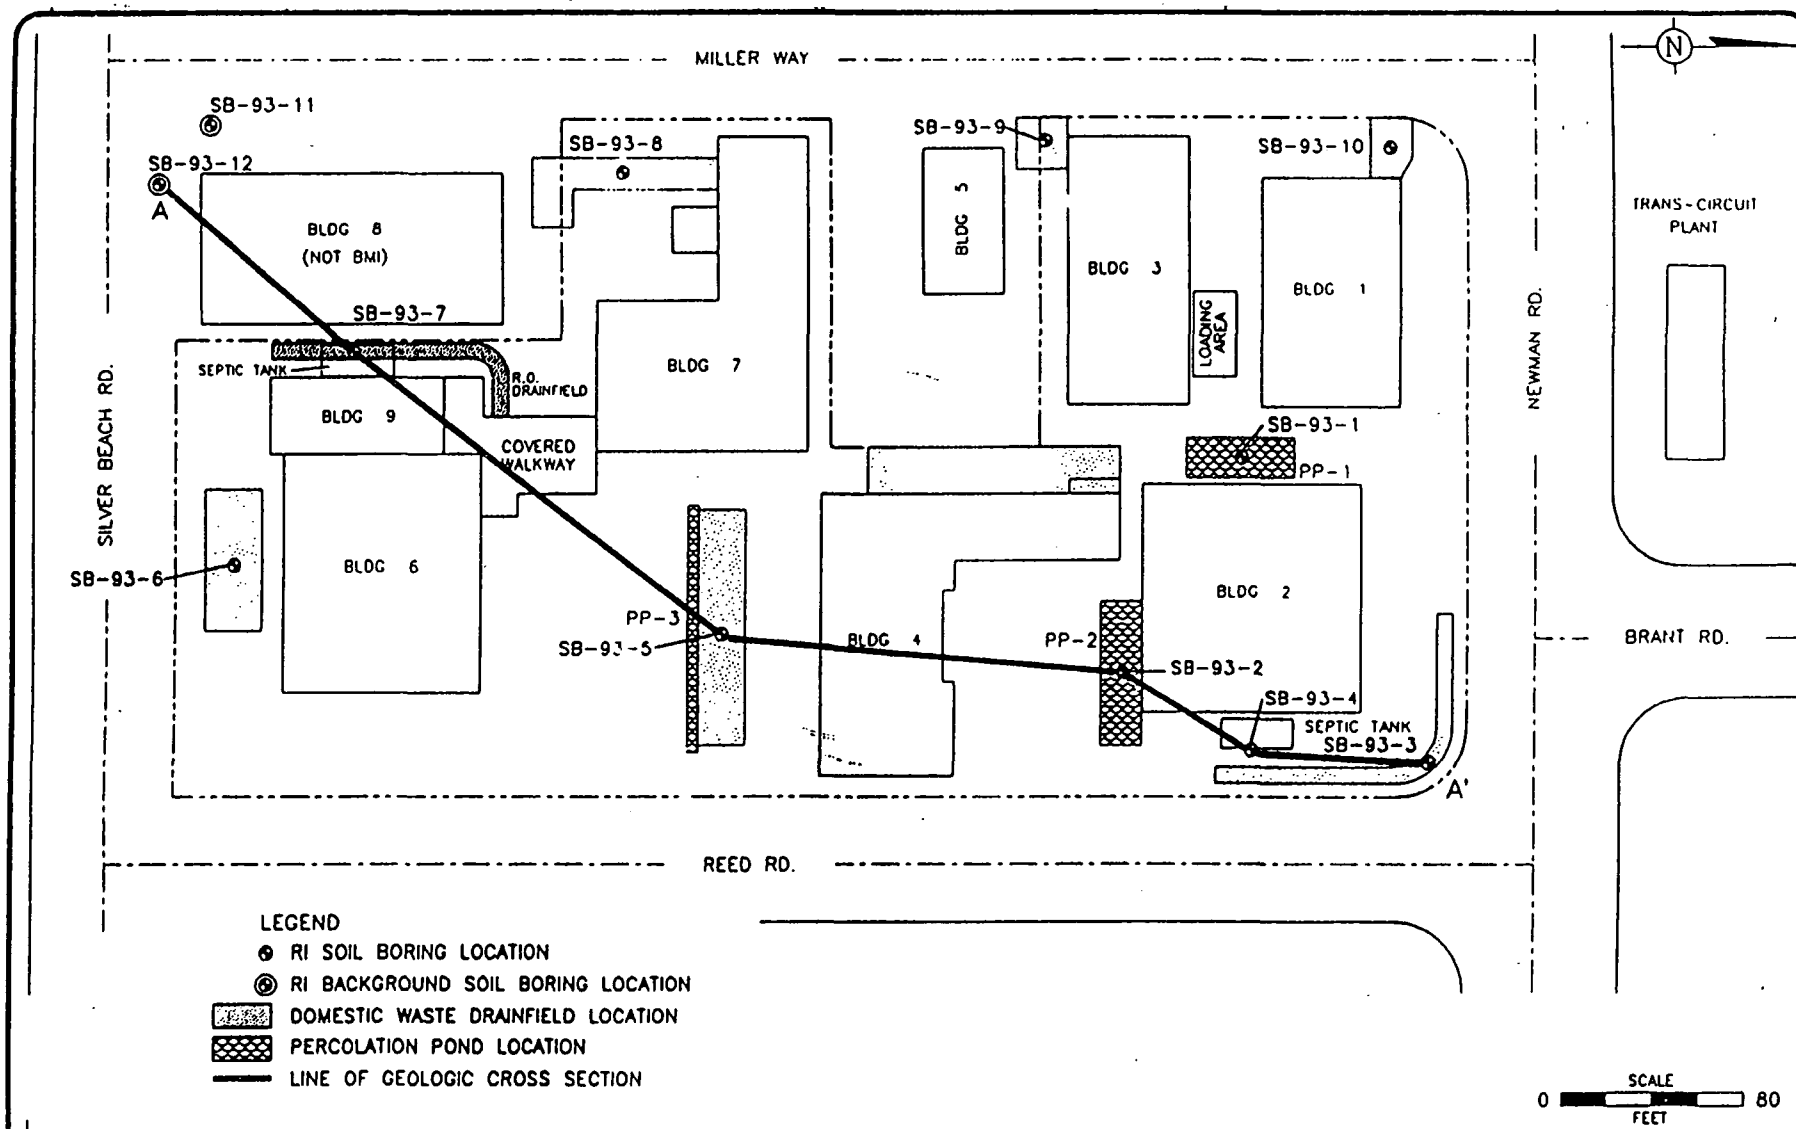 MILLER WAY
N
SB-93-11
SB-93-8
SB-93-9
SB-93-10
SB-93-12
A
BLDG 8
(NOT BMI)
BLDG 5
BLDG 3
BLDG 1
LOADING
AREA
TRANS-CIRCUIT
PLANT
NEWMAN RD.
SILVER BEACH RD.
SB-93-7
SEPTIC TANK
R.O.
DRAINFIELD
BLDG 7
BLDG 9
COVERED
WALKWAY
SB-93-1
PP-1
BLDG 6
SB-93-6
PP-3
SB-93-5
BLDG 4
PP-2
BLDG 2
SB-93-2
SB-93-4
SEPTIC TANK
SB-93-3
A'
BRANT RD.
REED RD.
LEGEND
RI SOIL BORING LOCATION
RI BACKGROUND SOIL BORING LOCATION
DOMESTIC WASTE DRAINFIELD LOCATION
PERCOLATION POND LOCATION
LINE OF GEOLOGIC CROSS SECTION
SCALE
0 80
FEET